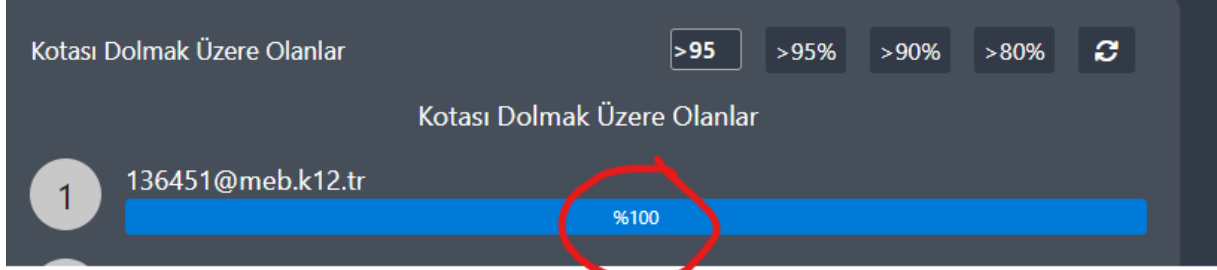 Kotası Dolmak Üzere Olanlar >95 >95% >90% >80%
Kotası Dolmak Üzere Olanlar
1 136451@meb.k12.tr
%100